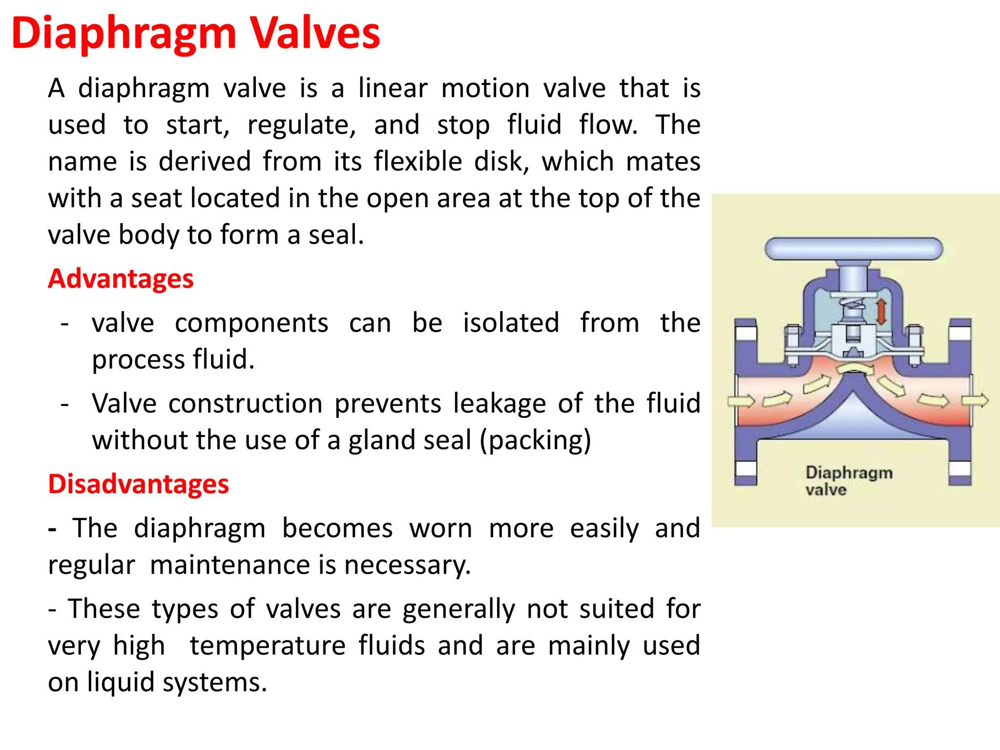 Diaphragm Valves
A diaphragm valve is a linear motion valve that is
used to start, regulate, and stop fluid flow. The
name is derived from its flexible disk, which mates
with a seat located in the open area at the top of the
valve body to form a seal.
Advantages
- valve components can be isolated from the
process fluid.
- Valve construction prevents leakage of the fluid
without the use of a gland seal (packing)
Disadvantages
- The diaphragm becomes worn more easily and
regular maintenance is necessary.
- These types of valves are generally not suited for
very high temperature fluids and are mainly used
on liquid systems.
Diaphragm
valve